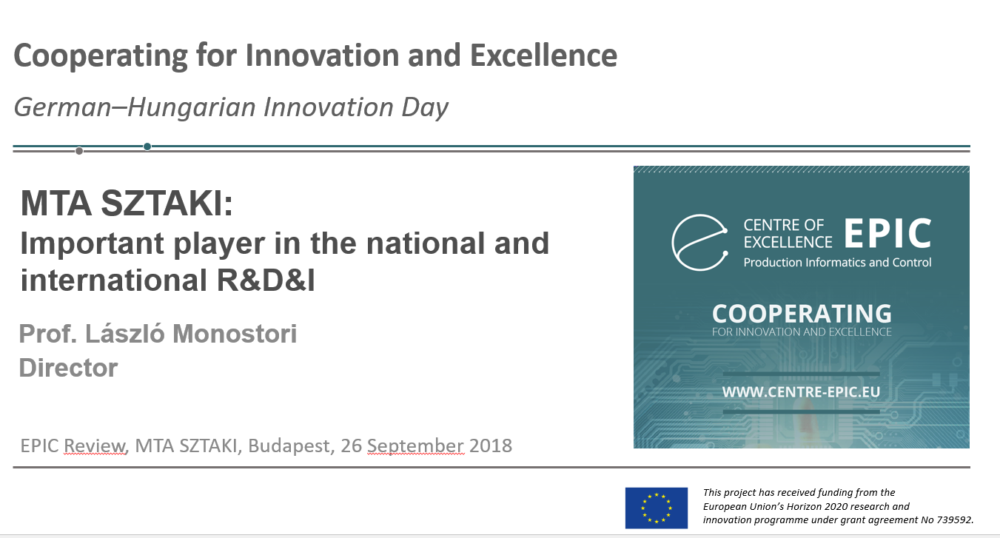 Cooperating for Innovation and Excellence
German–Hungarian Innovation Day
MTA SZTAKI:
Important player in the national and
international R&D&I
Prof. László Monostori
Director
EPIC Review, MTA SZTAKI, Budapest, 26 September 2018
CENTRE OF
EXCELLENCE EPIC
Production Informatics and Control
COOPERATING
FOR INNOVATION AND EXCELLENCE
WWW.CENTRE-EPIC.EU
This project has received funding from the
European Union’s Horizon 2020 research and
innovation programme under grant agreement No 739592.